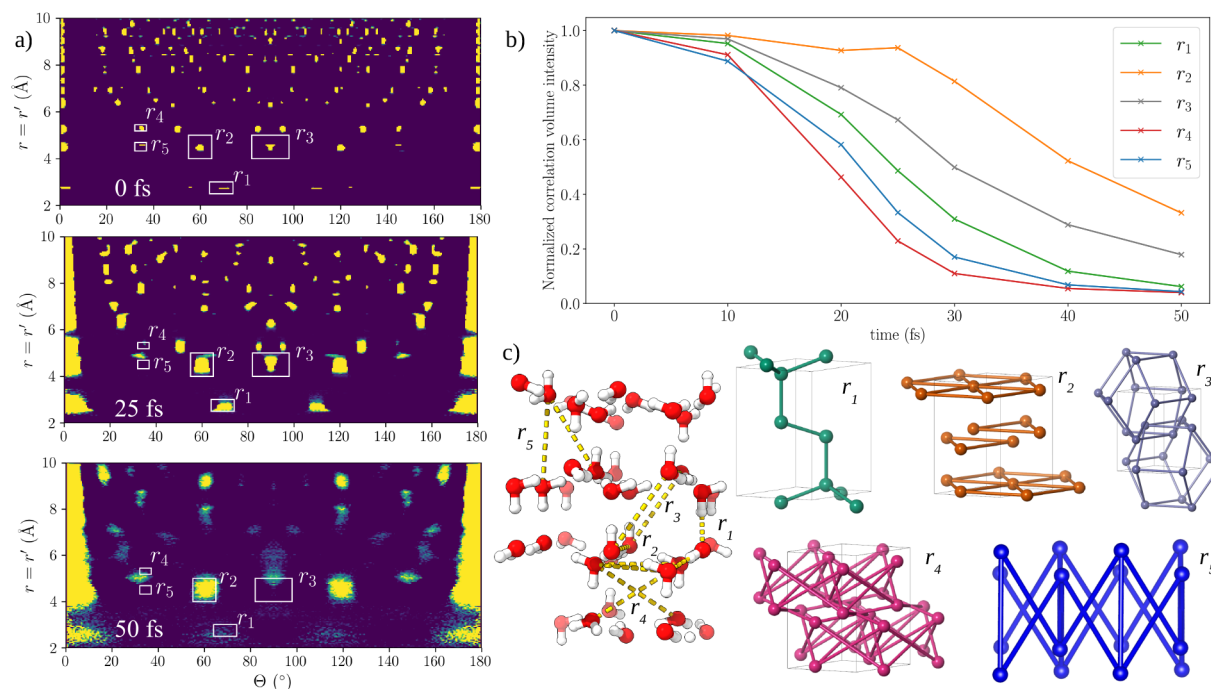 a)
r = r′ (Å)
10
8
6
4
2
r4
r5
r2
r3
r1
0 fs
0 20 40 60 80 100 120 140 160 180
r = r′ (Å)
10
8
6
4
2
r4
r5
r2
r3
r1
25 fs
0 20 40 60 80 100 120 140 160 180
r = r′ (Å)
10
8
6
4
2
r4
r5
r2
r3
r1
50 fs
0 20 40 60 80 100 120 140 160 180
Θ (°)
b)
Normalized correlation volume intensity
1.0
0.8
0.6
0.4
0.2
0.0
r1
r2
r3
r4
r5
0 10 20 30 40 50
time (fs)
c)
r5
r3
r1
r2
r4
r1
r2
r3
r4
r5